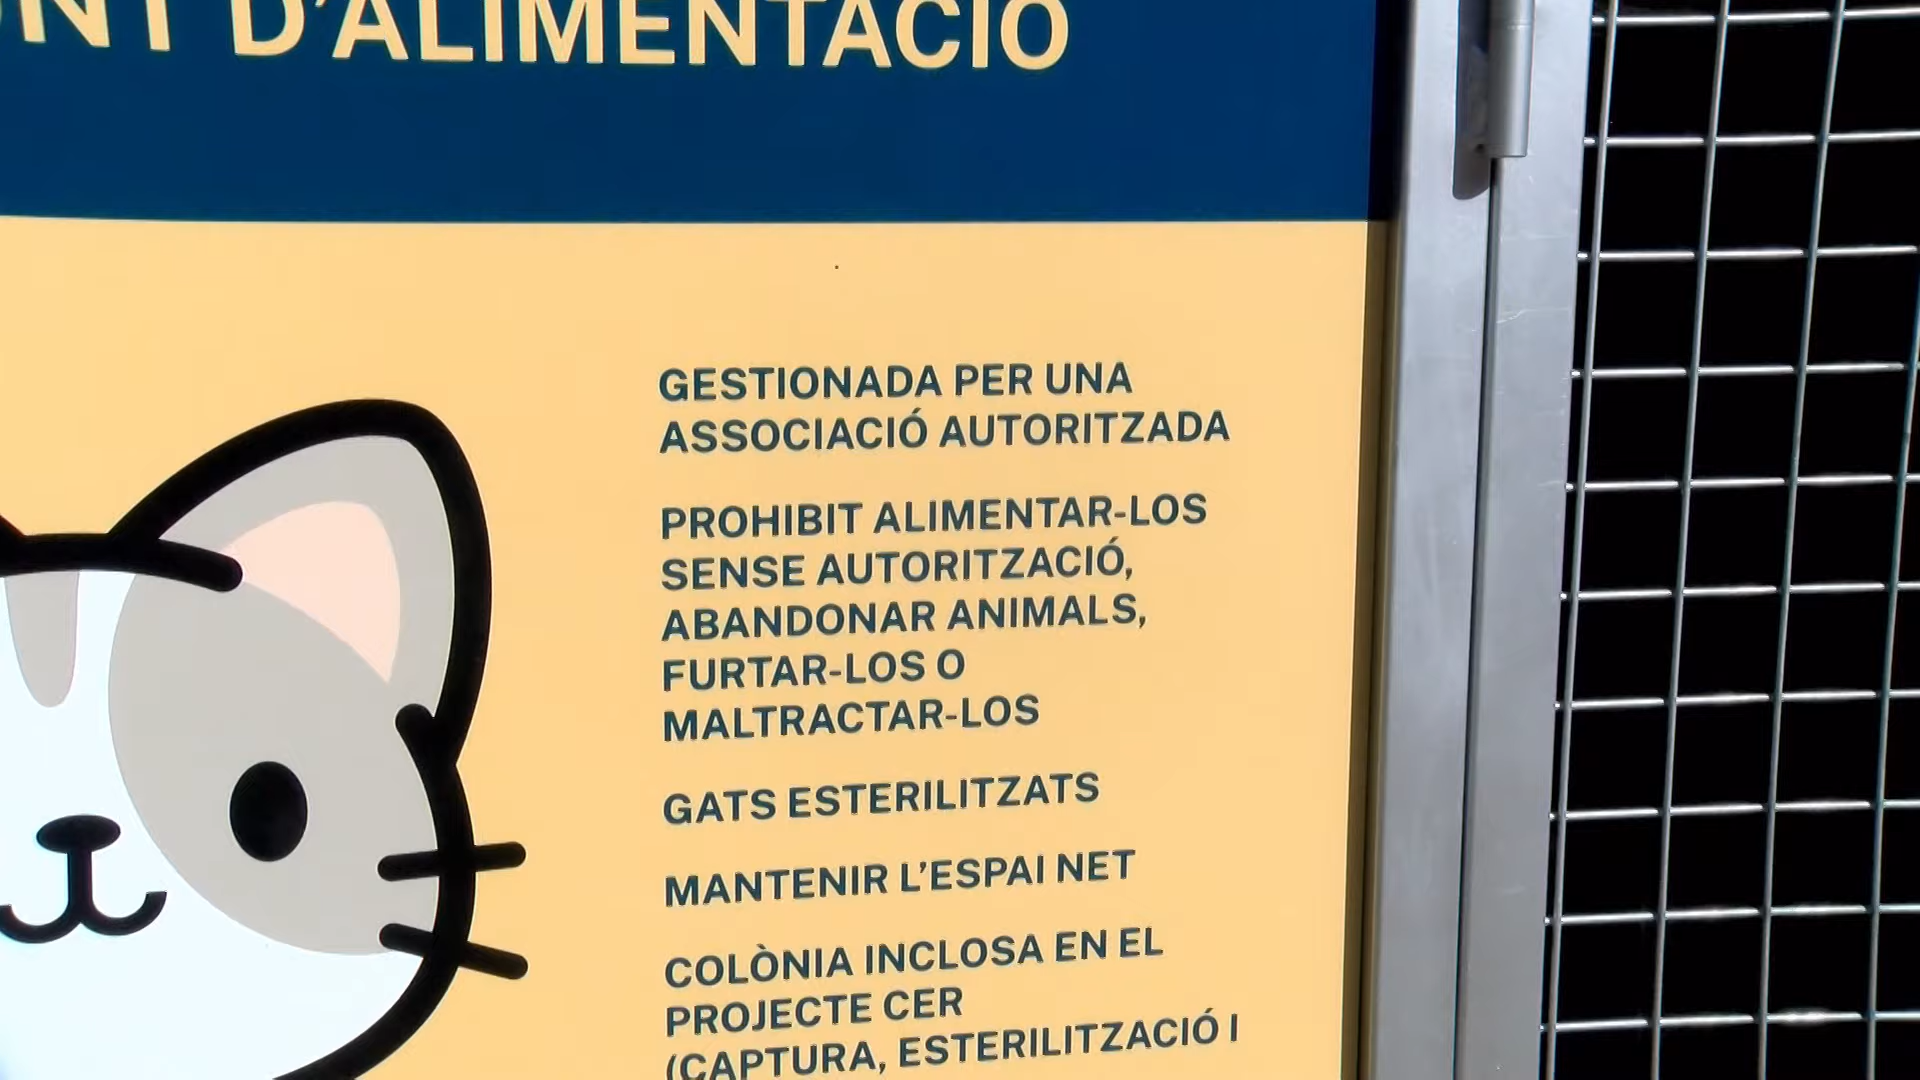 D'ALIMENTACIÓ
GESTIONADA PER UNA
ASSOCIACIÓ AUTORITZADA
PROHIBIT ALIMENTAR-LOS
SENSE AUTORITZACIÓ,
ABANDONAR ANIMALS,
FURTAR-LOS O
MALTRACTAR-LOS
GATS ESTERILITZATS
MANTENIR L'ESPAI NET
COLÒNIA INCLOSA EN EL
PROJECTE CER
(CAPTURA, ESTERILITZACIÓ I